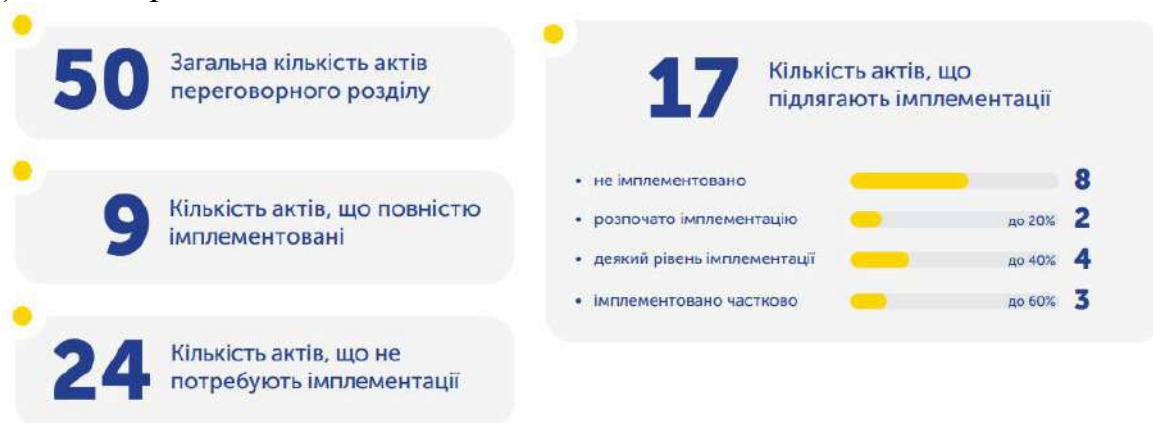 50
Загальна кількість актів
переговорного розділу
9
Кількість актів, що повністю
імплементовані
24
Кількість актів, що не
потребують імплементації
17
Кількість актів, що
підлягають імплементації
• не імплементовано 8
• розпочато імплементацію до 20% 2
• деякий рівень імплементації до 40% 4
• імплементовано частково до 60% 3